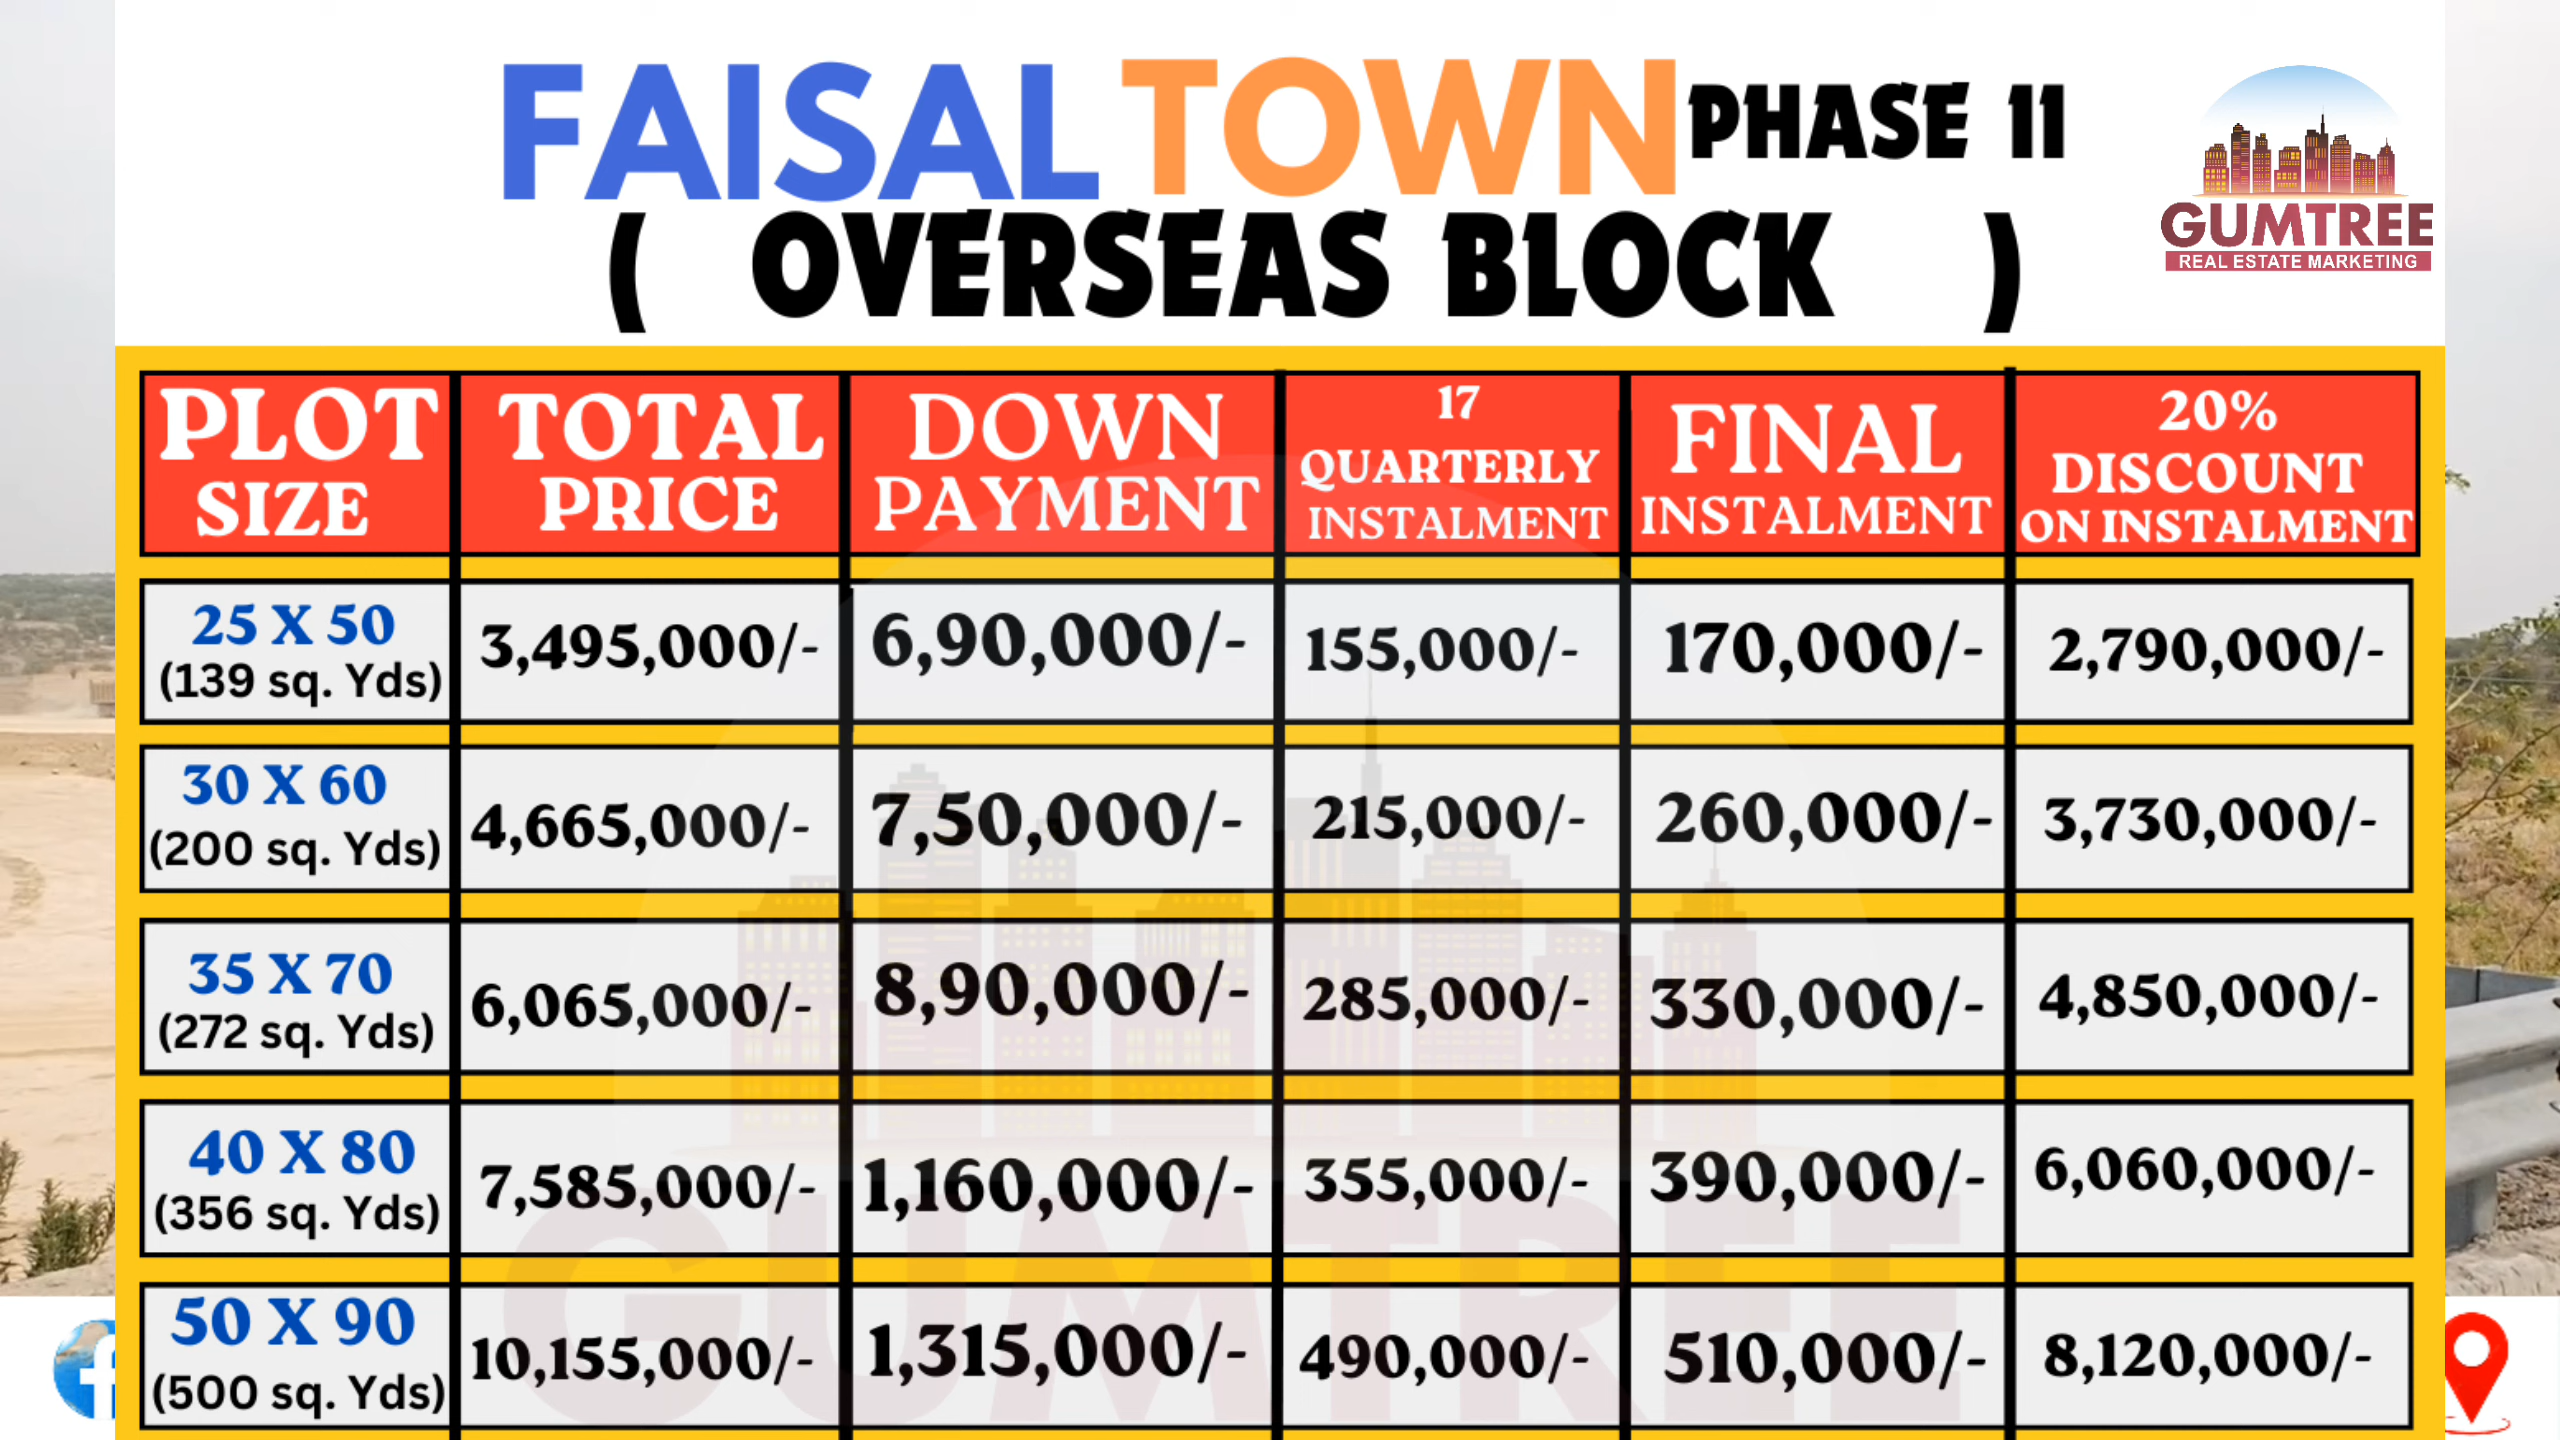 FAISAL TOWN PHASE II
( OVERSEAS BLOCK )
GUMTREE
REAL ESTATE MARKETING
PLOT SIZE
TOTAL PRICE
DOWN PAYMENT
17 QUARTERLY INSTALMENT
FINAL INSTALMENT
20% DISCOUNT ON INSTALMENT
25 X 50
(139 sq. Yds)
3,495,000/-
6,90,000/-
155,000/-
170,000/-
2,790,000/-
30 X 60
(200 sq. Yds)
4,665,000/-
7,50,000/-
215,000/-
260,000/-
3,730,000/-
35 X 70
(272 sq. Yds)
6,065,000/-
8,90,000/-
285,000/-
330,000/-
4,850,000/-
40 X 80
(356 sq. Yds)
7,585,000/-
1,160,000/-
355,000/-
390,000/-
6,060,000/-
50 X 90
(500 sq. Yds)
10,155,000/-
1,315,000/-
490,000/-
510,000/-
8,120,000/-
GUMTREE